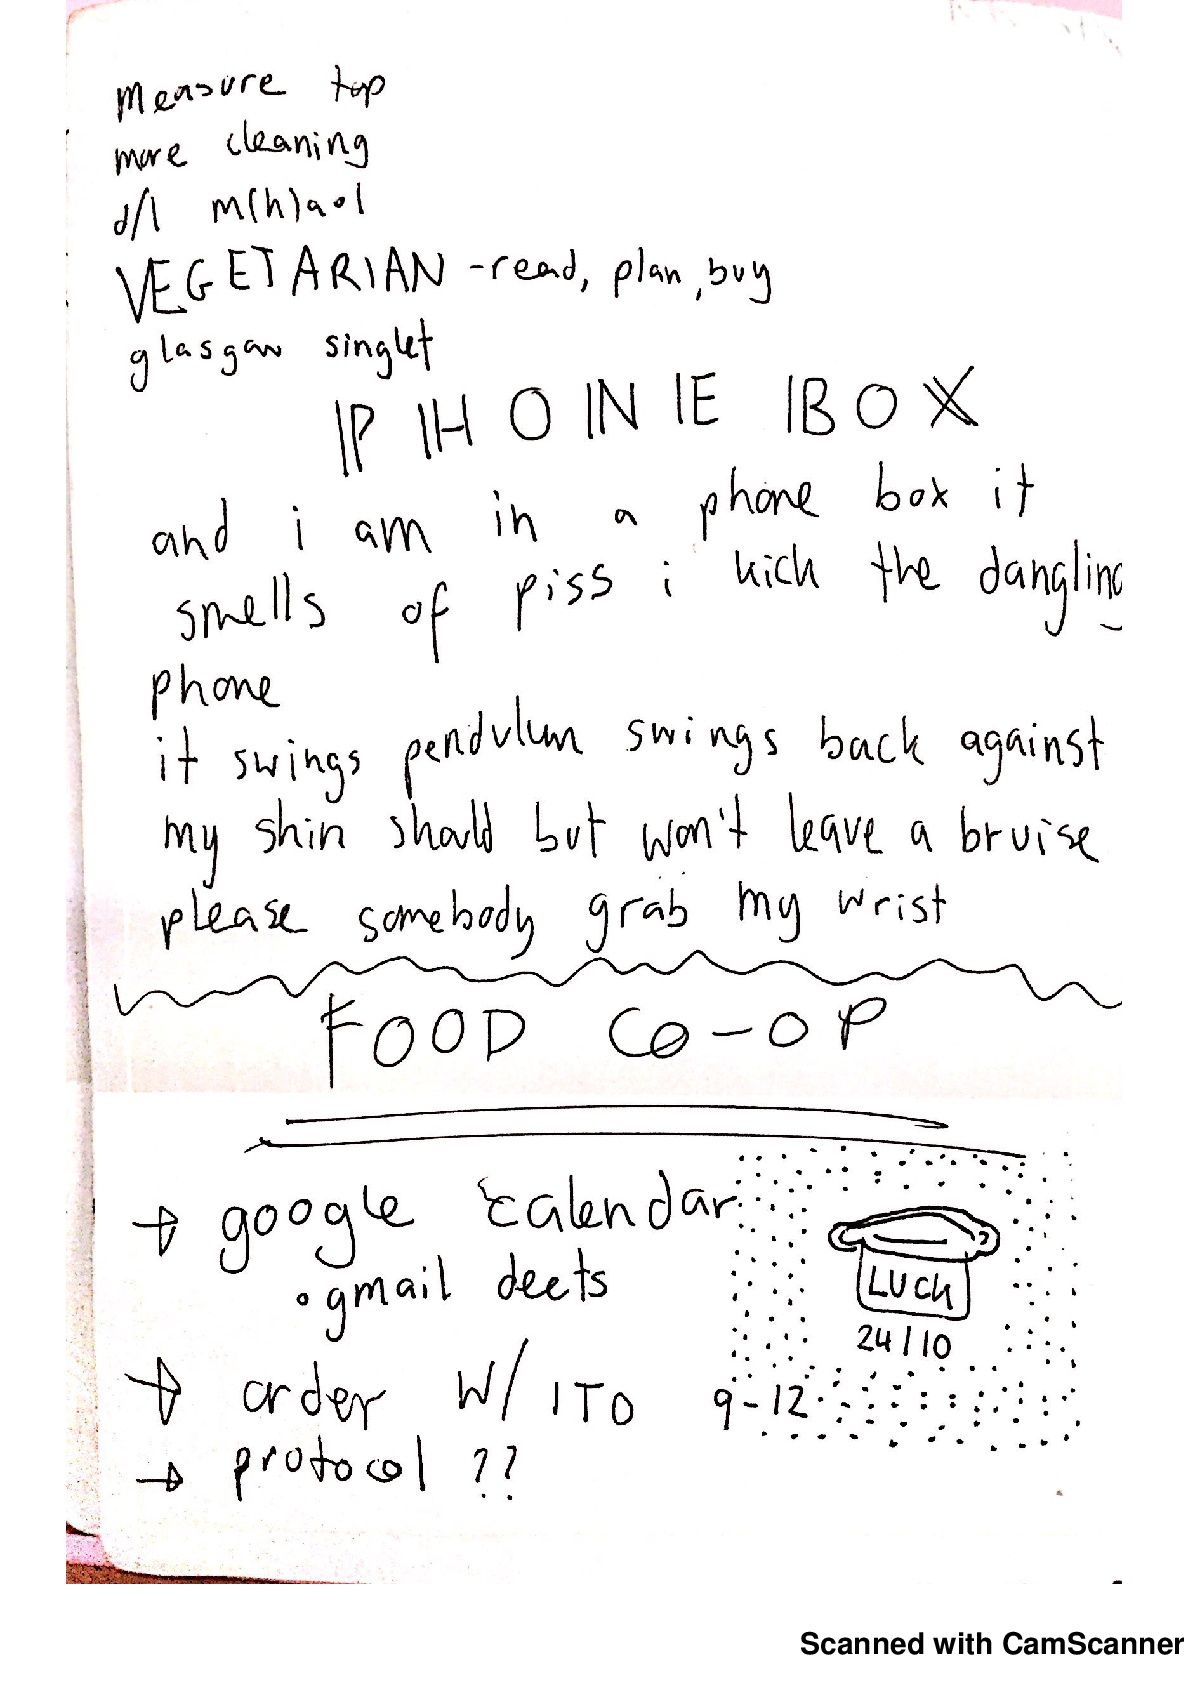 measure top
more cleaning
d/l m(h)aol
VEGETARIAN - read, plan, buy
glasgow singlet
PHONE BOX
and i am in a phone box it
smells of piss i kick the dangling
phone
it swings pendulum swings back against
my shin should but won't leave a bruise
please somebody grab my wrist
FOOD CO-OP
→ google calendar
• gmail deets
→ order W/ ITO 9-12
→ protocol ??
LUCK
24/10
Scanned with CamScanner